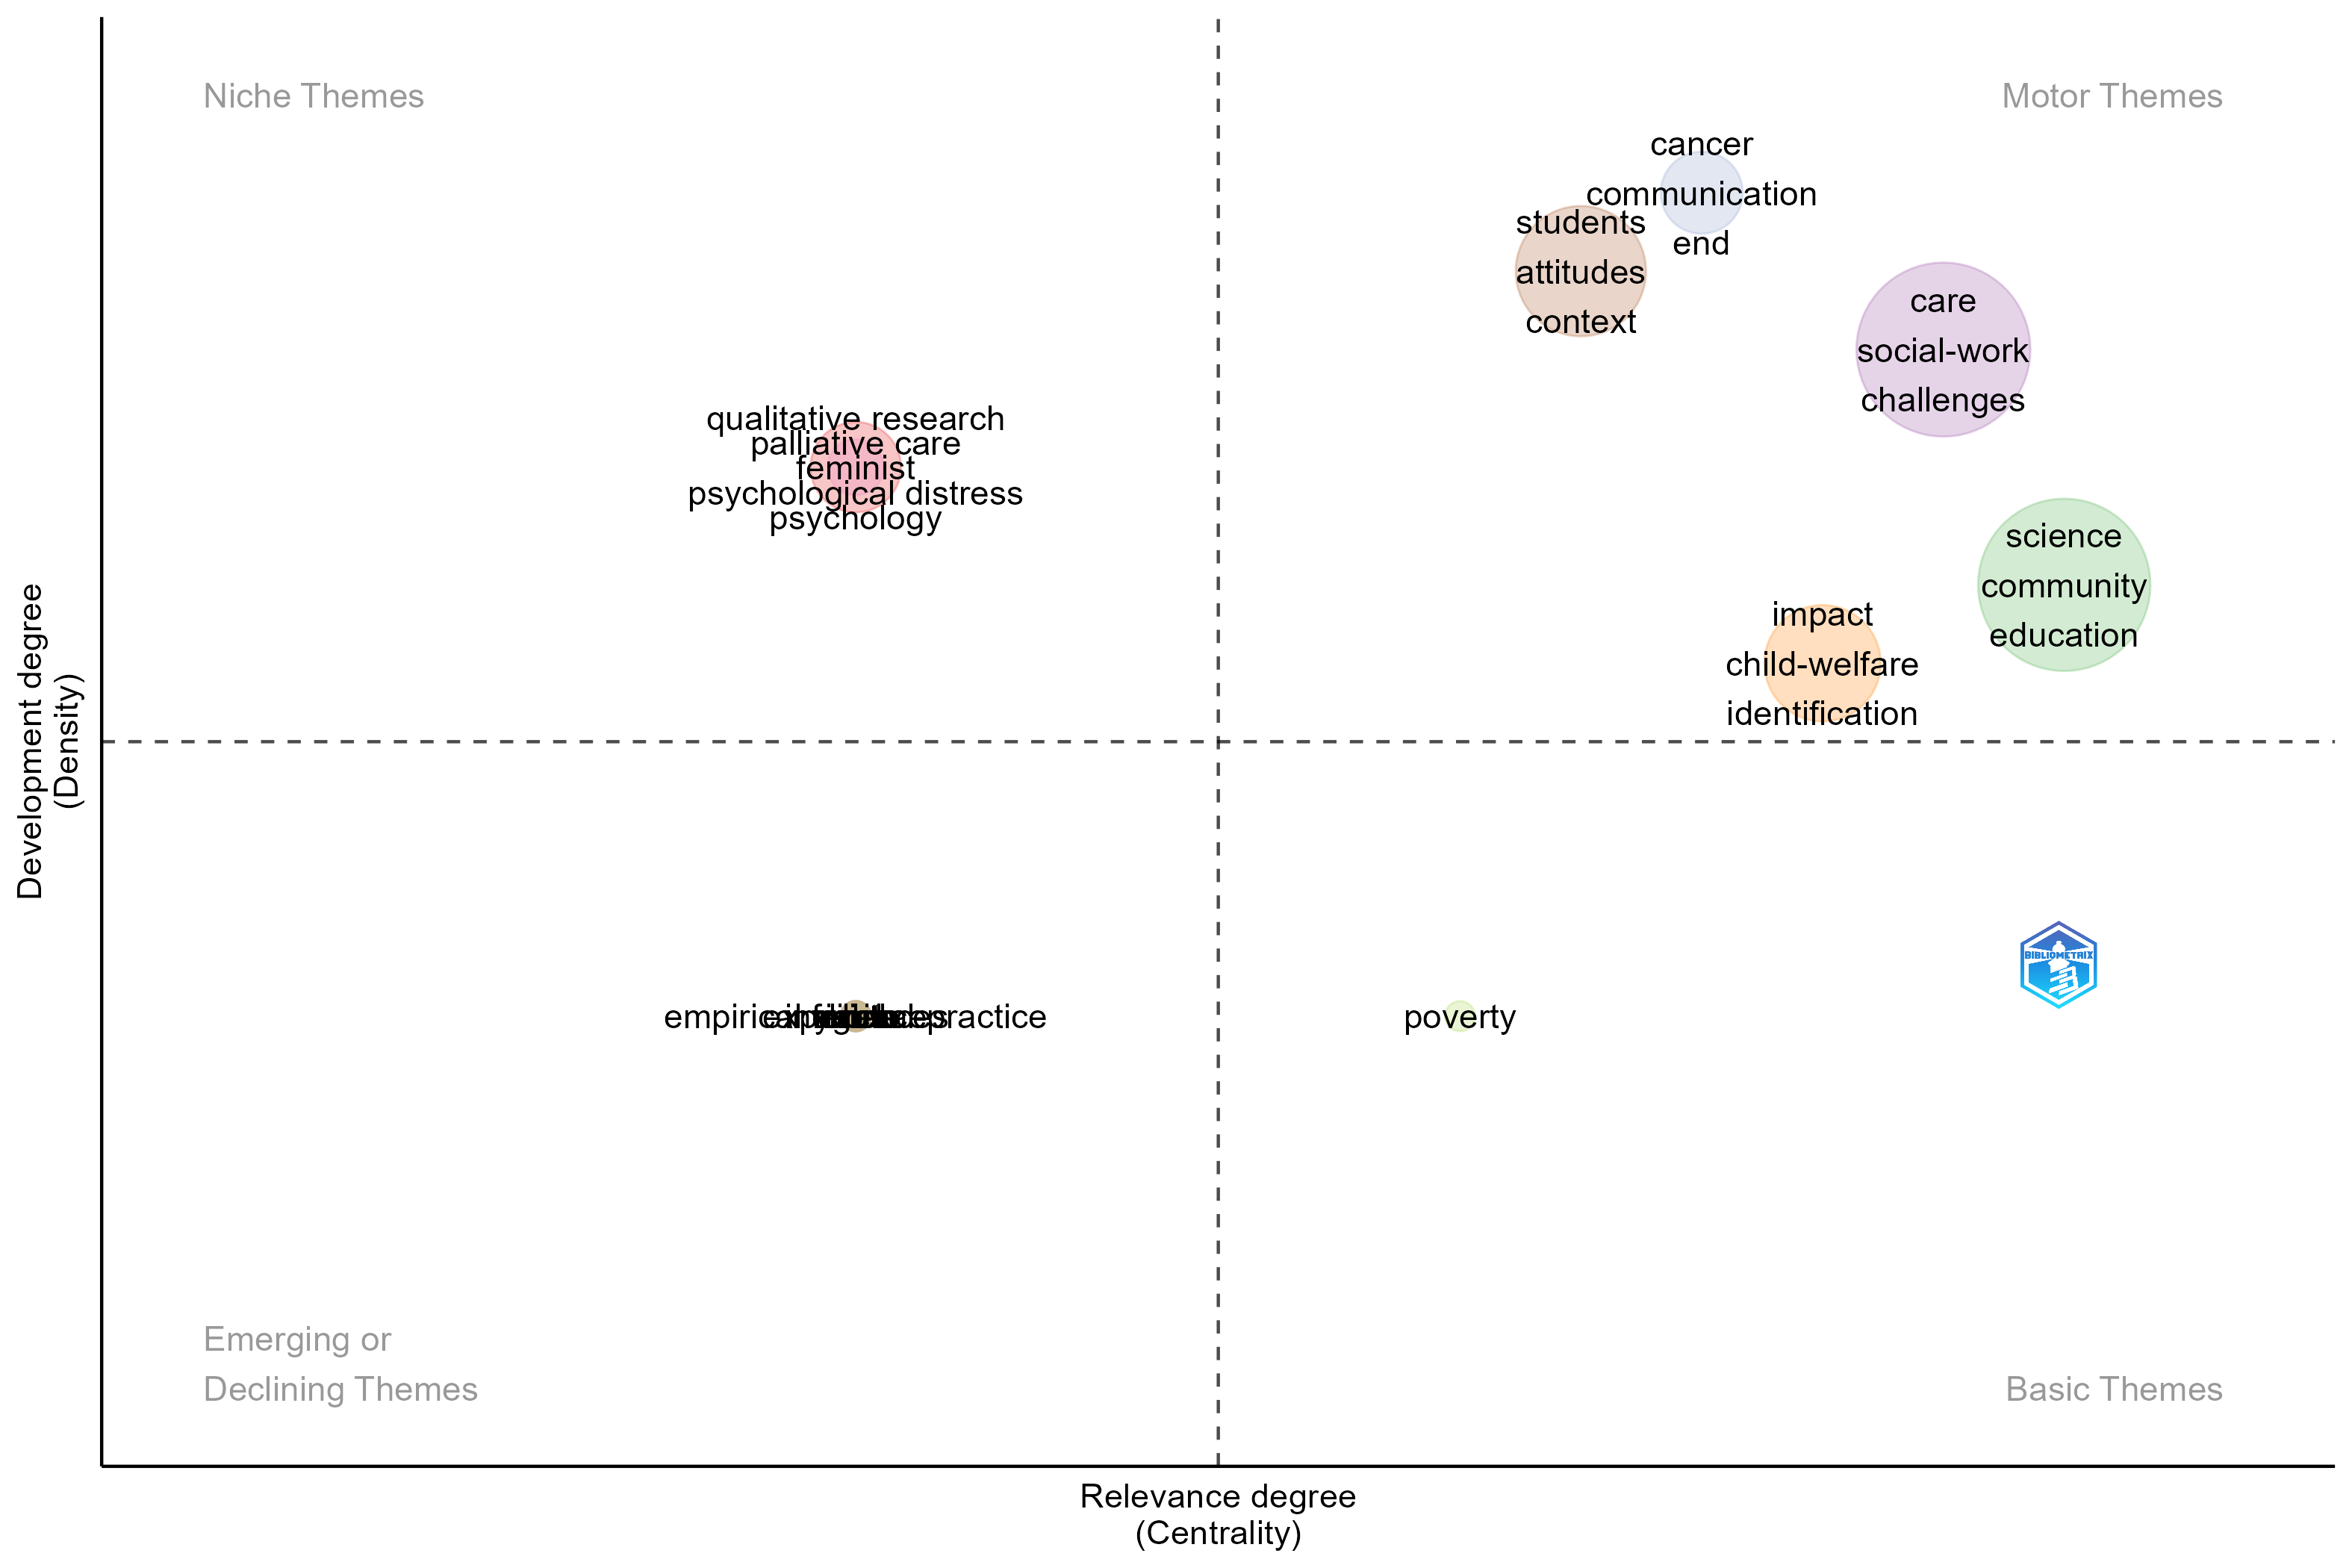 Niche Themes
Motor Themes
cancer
communication
end
students
attitudes
context
care
social-work
challenges
qualitative research
palliative care
feminist
psychological distress
psychology
science
community
education
impact
child-welfare
identification
Development degree
(Density)
BIBLIOMETRIX
poverty
Emerging or
Declining Themes
Basic Themes
Relevance degree
(Centrality)